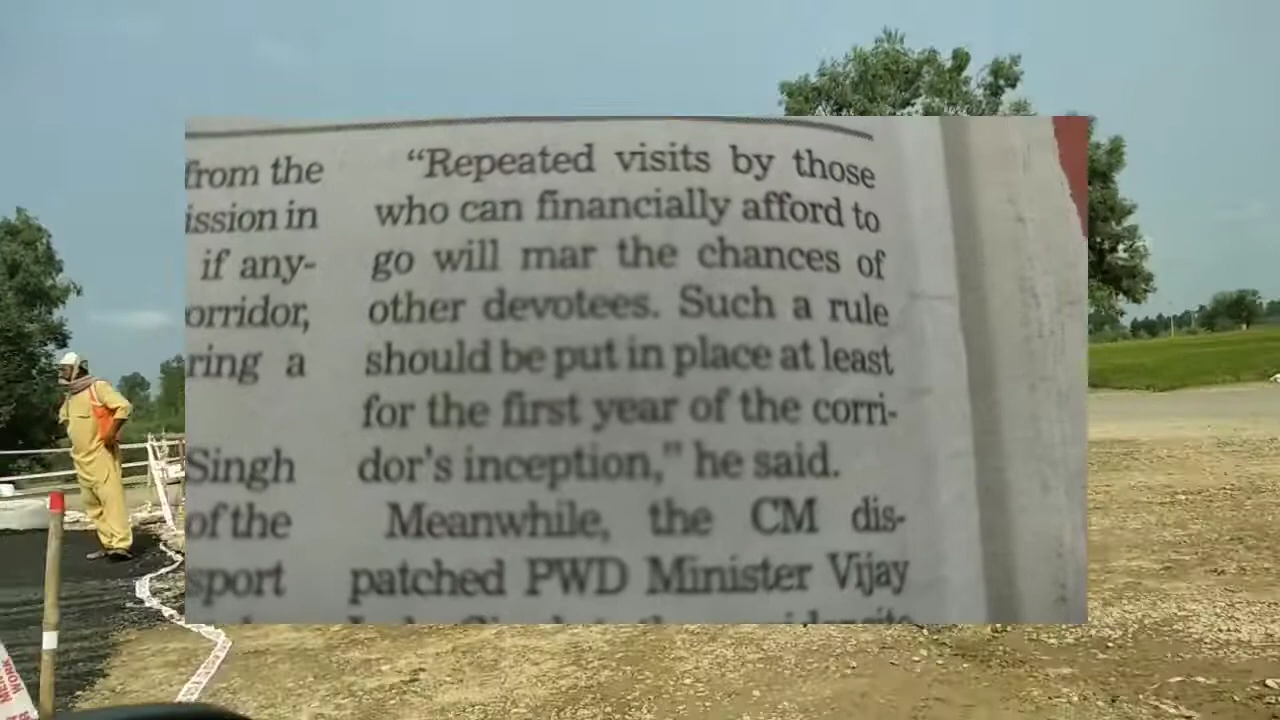 from the
ission in
if any-
orridor,
ring a
Singh
of the
sport
“Repeated visits by those
who can financially afford to
go will mar the chances of
other devotees. Such a rule
should be put in place at least
for the first year of the corri-
dor's inception," he said.
Meanwhile, the CM dis-
patched PWD Minister Vijay
WORK